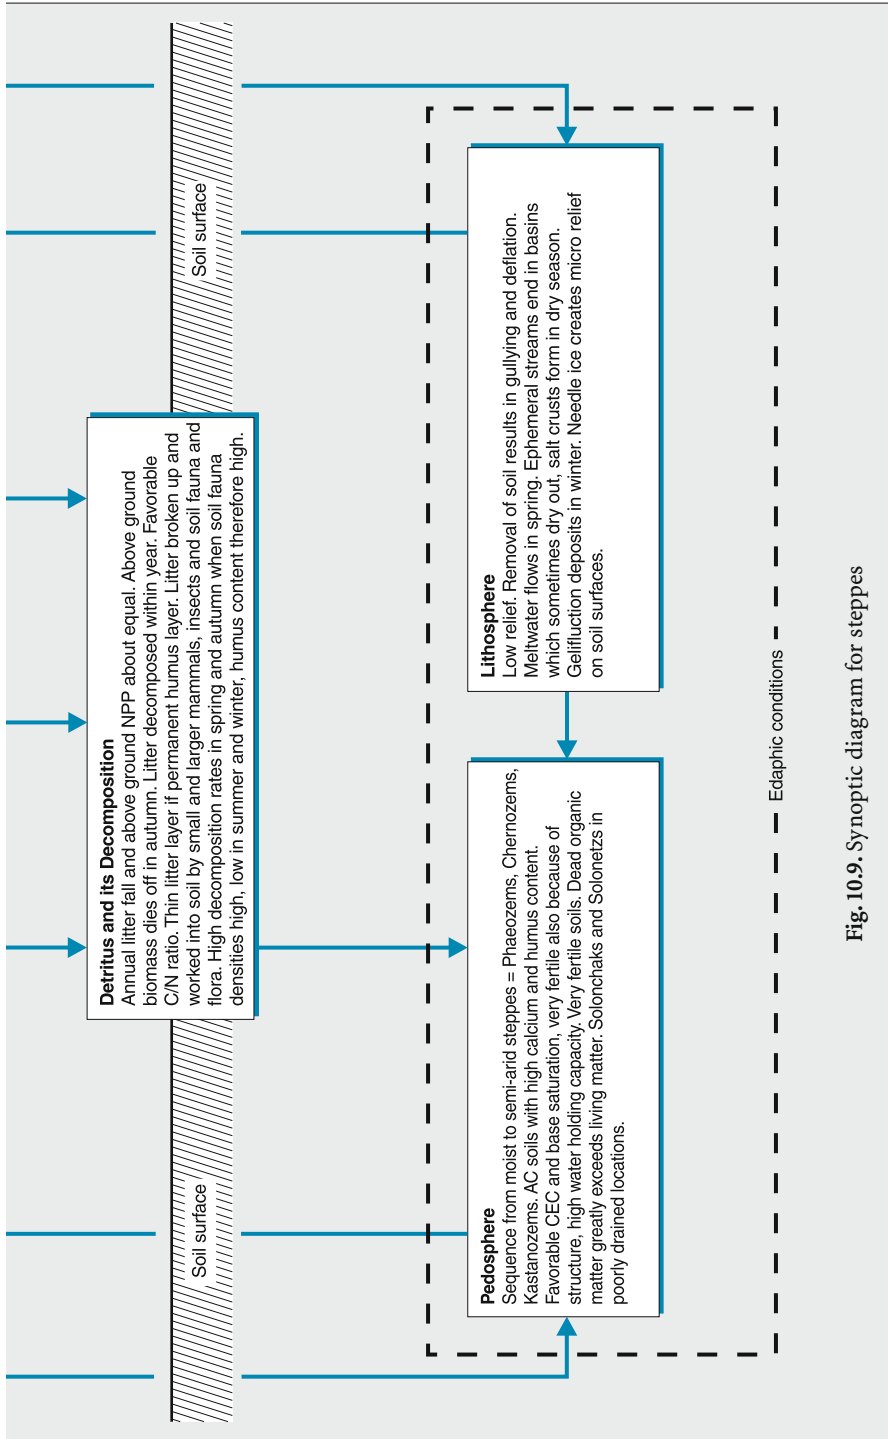 Soil surface
Soil surface
Detritus and its Decomposition
Annual litter fall and above ground NPP about equal. Above ground
biomass dies off in autumn. Litter decomposed within year. Favorable
C/N ratio. Thin litter layer if permanent humus layer. Litter broken up and
worked into soil by small and larger mammals, insects and soil fauna and
flora. High decomposition rates in spring and autumn when soil fauna
densities high, low in summer and winter, humus content therefore high.
Pedosphere
Sequence from moist to semi-arid steppes = Phaeozems, Chernozems,
Kastanozems. AC soils with high calcium and humus content.
Favorable CEC and base saturation, very fertile also because of
structure, high water holding capacity. Very fertile soils. Dead organic
matter greatly exceeds living matter. Solonchaks and Solonetzs in
poorly drained locations.
Lithosphere
Low relief. Removal of soil results in gullying and deflation.
Meltwater flows in spring. Ephemeral streams end in basins
which sometimes dry out, salt crusts form in dry season.
Gelifluction deposits in winter. Needle ice creates micro relief
on soil surfaces.
Edaphic conditions
Fig. 10.9. Synoptic diagram for steppes